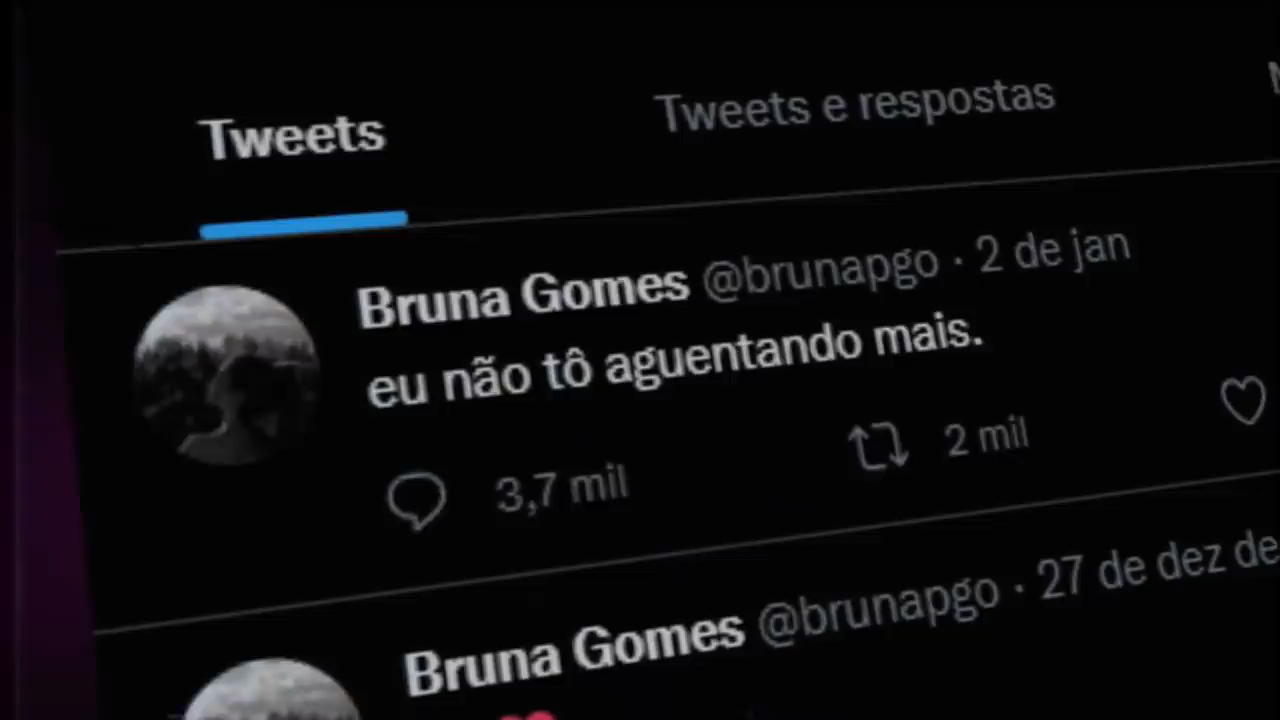 Tweets
Tweets e respostas
Bruna Gomes @brunapgo · 2 de jan
eu não tô aguentando mais.
3,7 mil
2 mil
Bruna Gomes @brunapgo · 27 de dez de